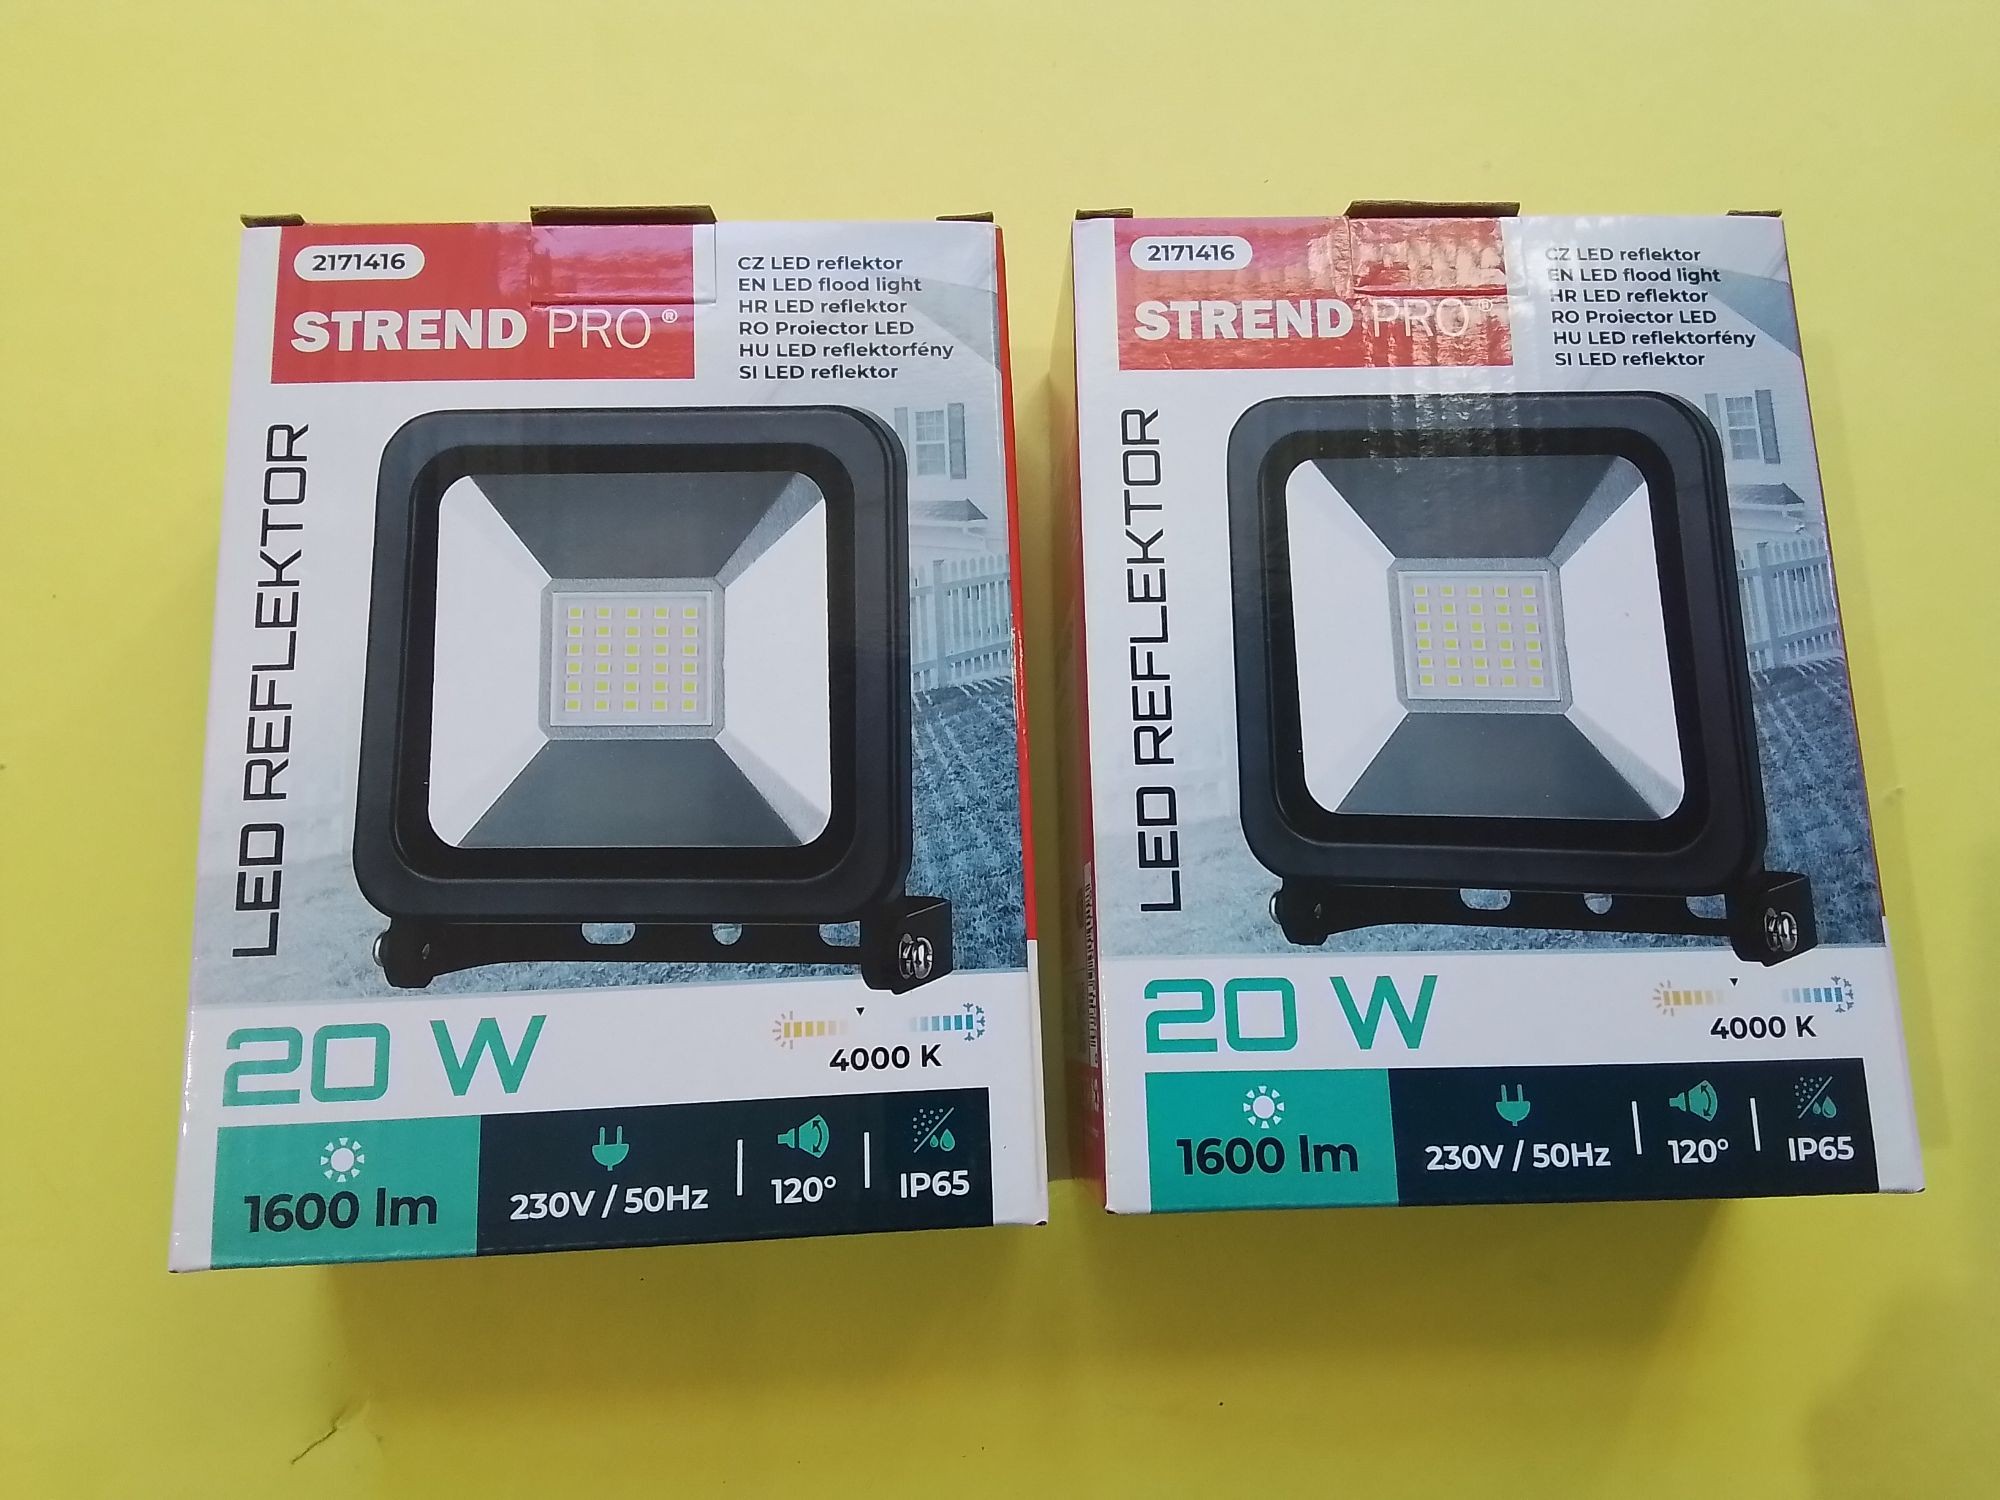 2171416
STREND PRO®
CZ LED reflektor
EN LED flood light
HR LED reflektor
RO Proiector LED
HU LED reflektorfény
SI LED reflektor
LED REFLEKTOR
20 W
4000 K
1600 lm
230V / 50Hz
120°
IP65
2171416
STREND PRO®
CZ LED reflektor
EN LED flood light
HR LED reflektor
RO Proiector LED
HU LED reflektorfény
SI LED reflektor
LED REFLEKTOR
20 W
4000 K
1600 lm
230V / 50Hz
120°
IP65